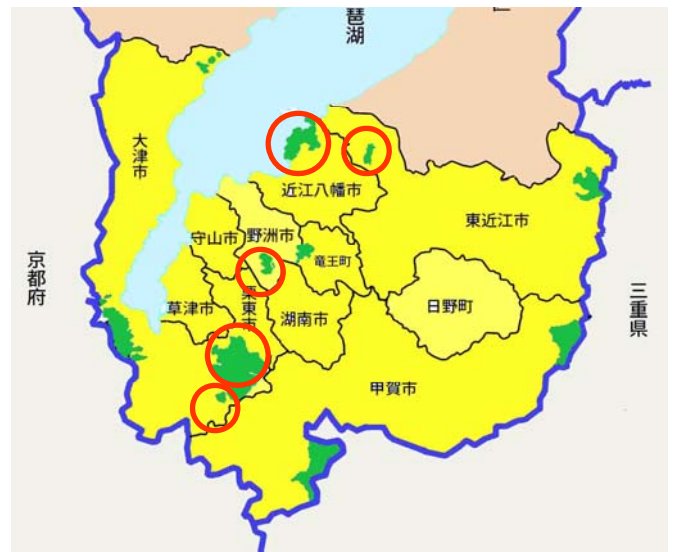 琶湖
大津市
近江八幡市
東近江市
守山市
野洲市
竜王町
京都府
草津市
栗東市
湖南市
日野町
三重県
甲賀市